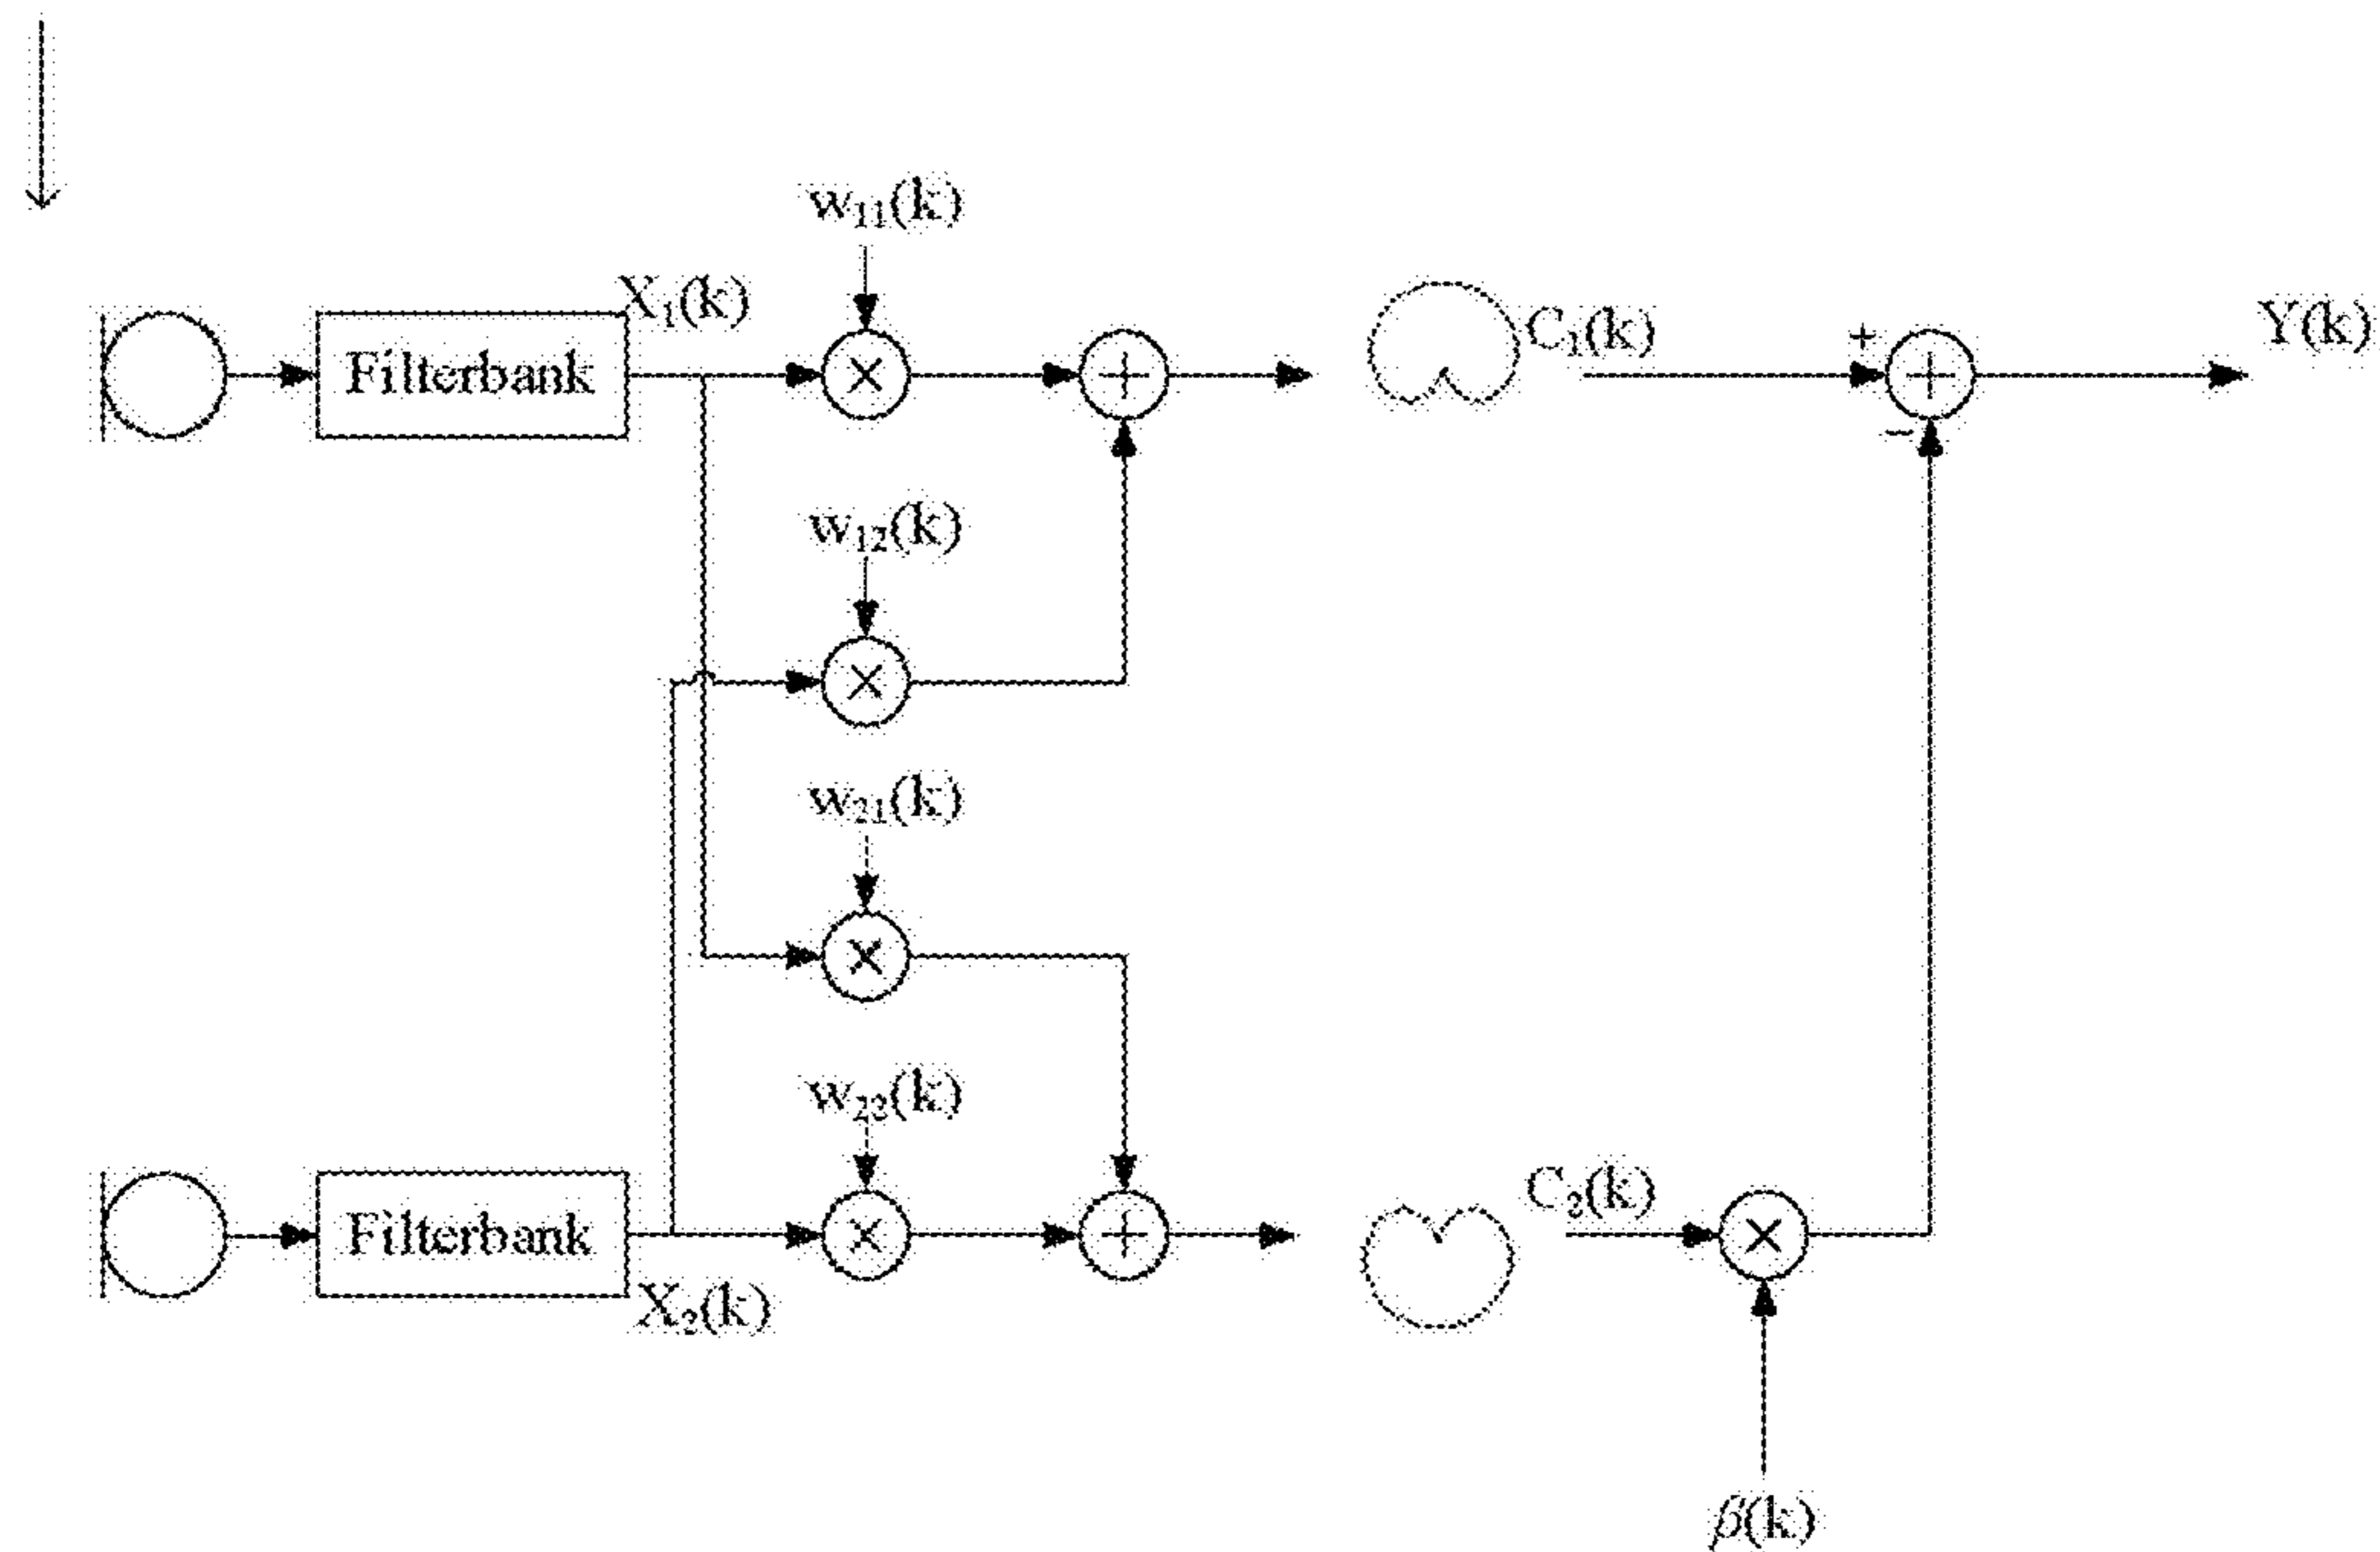 w₁₁(k)
X₁(k)
Filterbank
C₁(k)
+
Y(k)
−
w₁₂(k)
w₂₁(k)
w₂₂(k)
Filterbank
X₂(k)
C₂(k)
β(k)